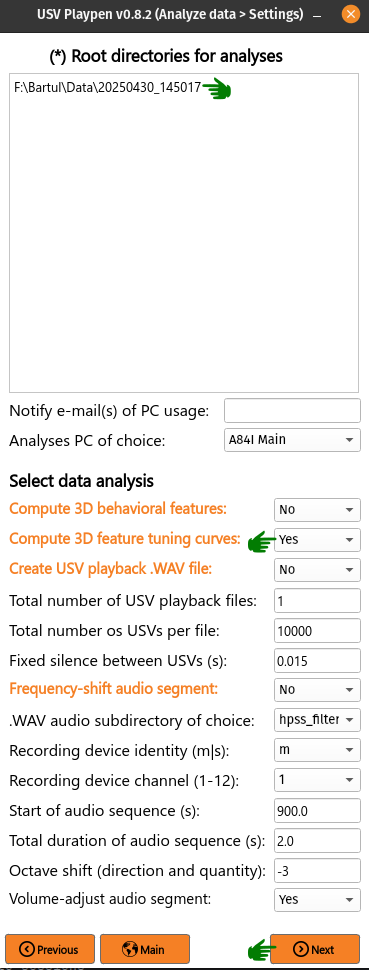 USV Playpen v0.8.2 (Analyze data > Settings)
(*) Root directories for analyses
F:\Bartul\Data\20250430_145017
Notify e-mail(s) of PC usage:
Analyses PC of choice: A84I Main
Select data analysis
Compute 3D behavioral features: No
Compute 3D feature tuning curves: Yes
Create USV playback .WAV file: No
Total number of USV playback files: 1
Total number os USVs per file: 10000
Fixed silence between USVs (s): 0.015
Frequency-shift audio segment: No
.WAV audio subdirectory of choice: hpss_filter
Recording device identity (m|s): m
Recording device channel (1-12): 1
Start of audio sequence (s): 900.0
Total duration of audio sequence (s): 2.0
Octave shift (direction and quantity): -3
Volume-adjust audio segment: Yes
Previous Main Next